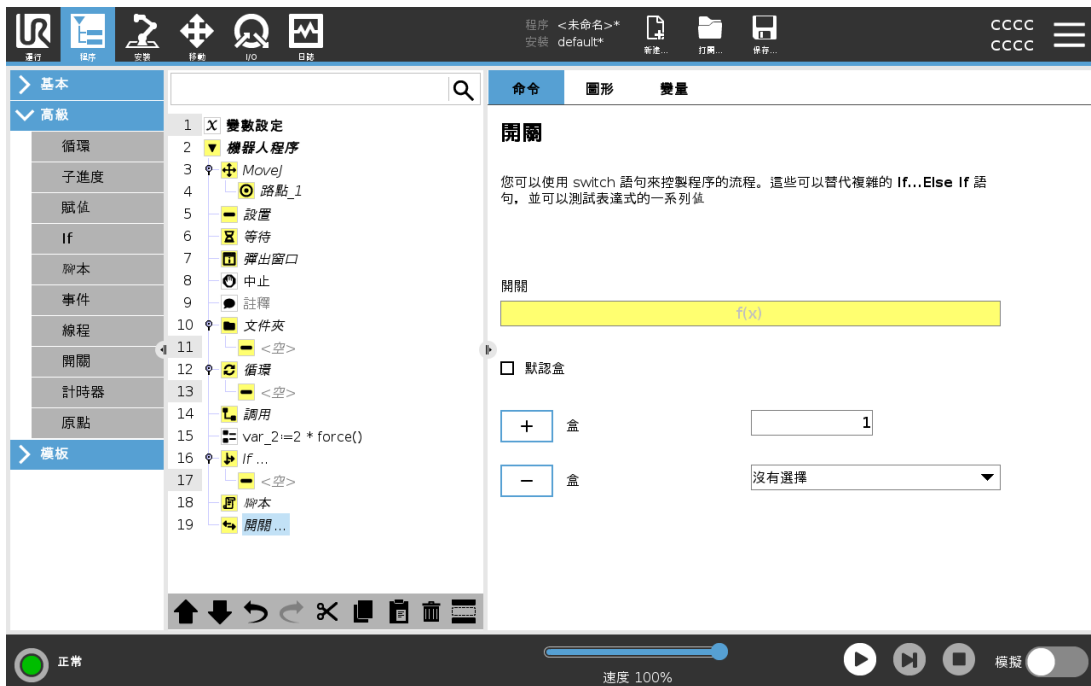 程序 <未命名>*
安裝 default*
CCCC
CCCC
運行
程序
安裝
移動
I/O
日誌
新建...
打開...
保存...
基本
高級
循環
子進度
賦值
If
腳本
事件
線程
開關
計時器
原點
模板
1 X 變數設定
2 機器人程序
3 MoveJ
4 路點_1
5 設置
6 等待
7 彈出窗口
8 中止
9 註釋
10 文件夾
11 <空>
12 循環
13 <空>
14 調用
15 var_2:=2 * force()
16 If ...
17 <空>
18 腳本
19 開關 ...
命令 圖形 變量
開關
您可以使用 switch 語句來控製程序的流程。這些可以替代複雜的 If...Else If 語
句，並可以測試表達式的一系列值
開關
f(x)
默認盒
+ 盒 1
− 盒 沒有選擇
正常
速度 100%
模擬